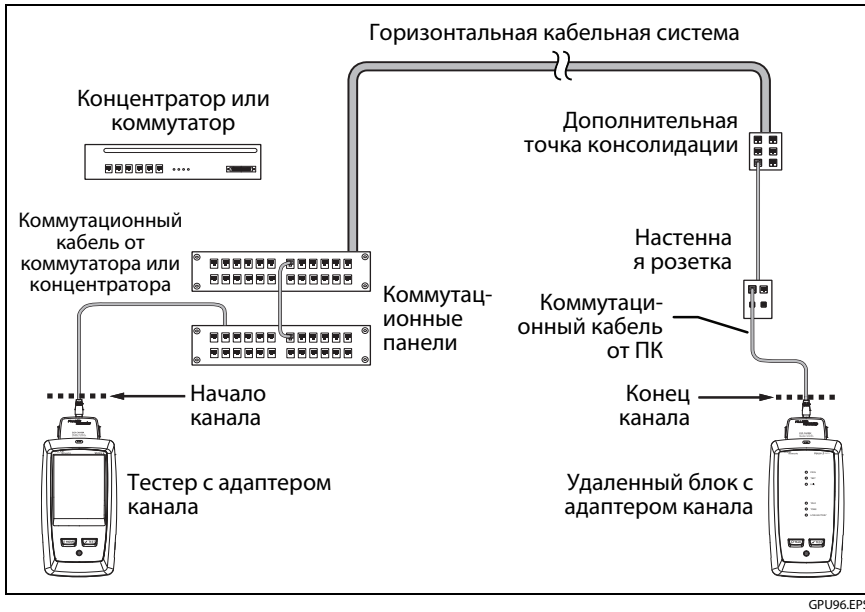 Горизонтальная кабельная система
Концентратор или
коммутатор
Дополнительная
точка консолидации
Коммутационный
кабель от
коммутатора или
концентратора
Настенна
я розетка
Коммутац-
ионные
панели
Коммутаци-
онный кабель
от ПК
Начало
канала
Конец
канала
Тестер с адаптером
канала
Удаленный блок с
адаптером канала
GPU96.EPS